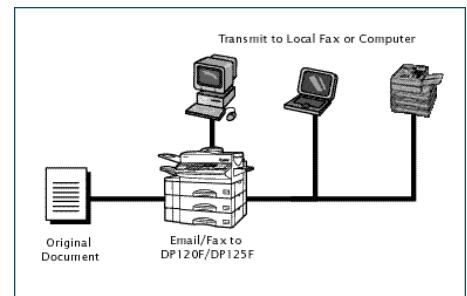 Transmit to Local Fax or Computer
Original
Document
Email/Fax to
DP120F/DP125F